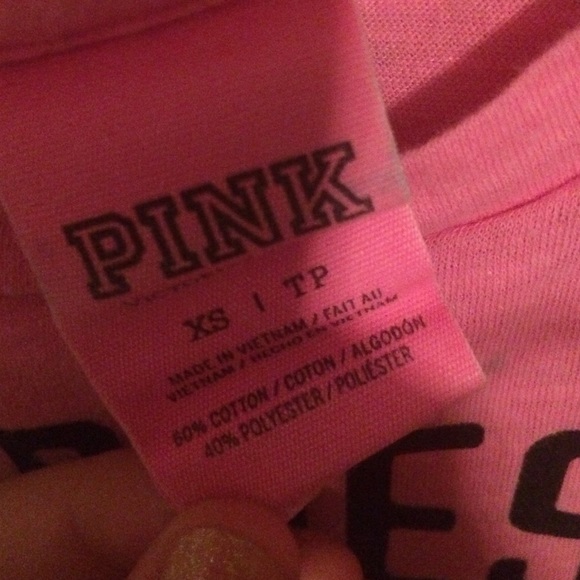 PINK
XS | TP
MADE IN VIETNAM / FAIT AU
VIETNAM / HECHO EN VIETNAM
60% COTTON / COTON / ALGODÓN
40% POLYESTER / POLIÉSTER
ES